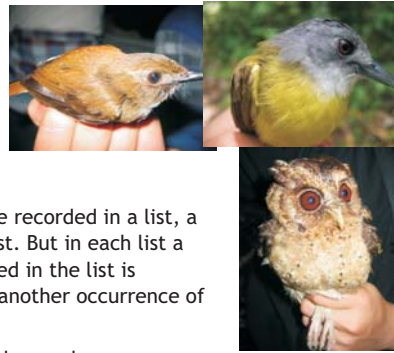 e recorded in a list, a
st. But in each list a
ed in the list is
another occurrence of